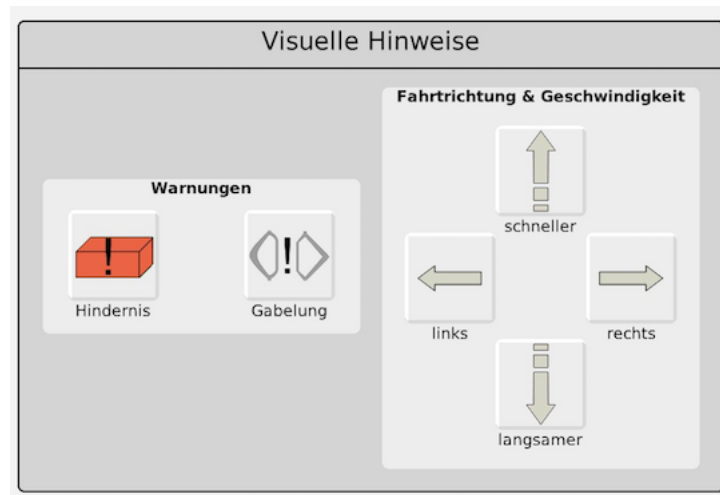 Visuelle Hinweise
Warnungen
!
Hindernis
!
Gabelung
Fahrtrichtung & Geschwindigkeit
schneller
links
rechts
langsamer